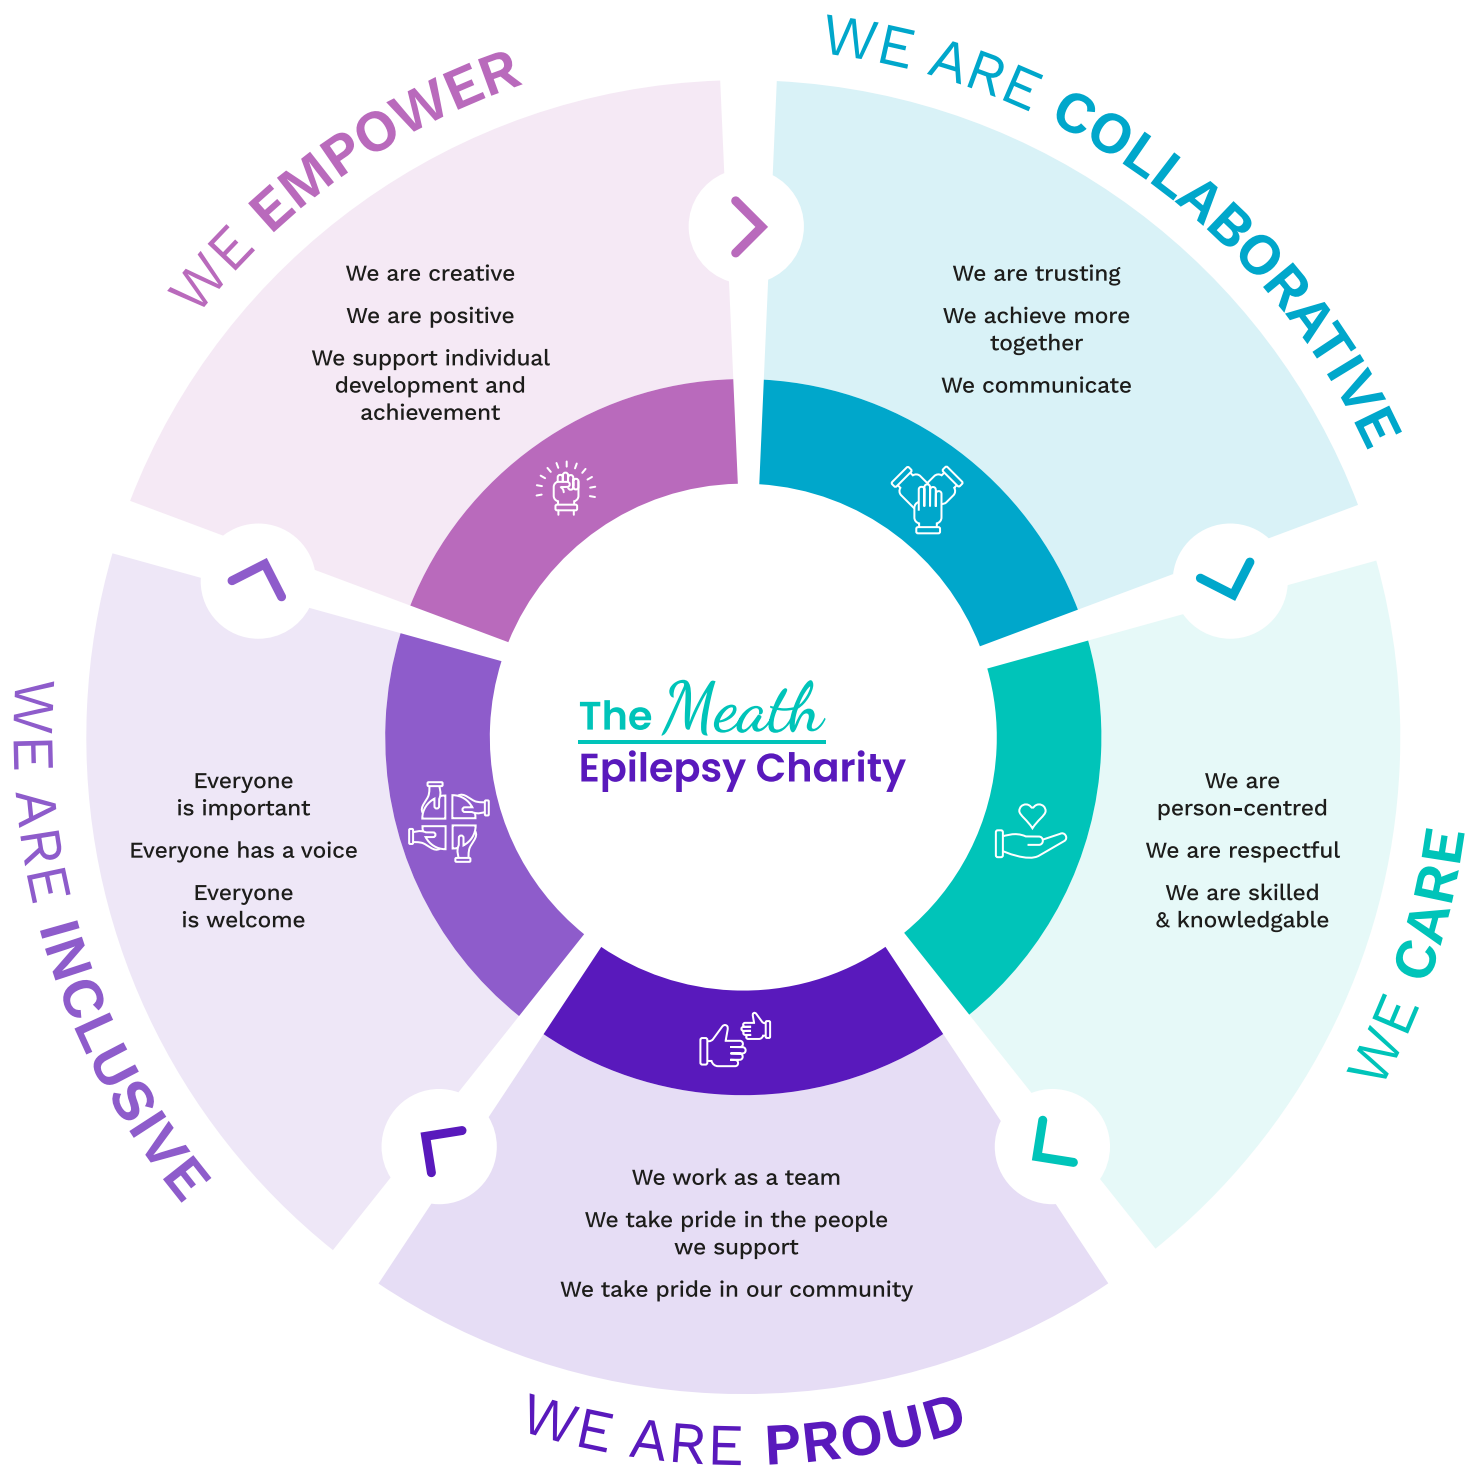 WE EMPOWER
We are creative
We are positive
We support individual
development and
achievement
WE ARE COLLABORATIVE
We are trusting
We achieve more
together
We communicate
WE CARE
We are
person-centred
We are respectful
We are skilled
& knowledgable
WE ARE PROUD
We work as a team
We take pride in the people
we support
We take pride in our community
WE ARE INCLUSIVE
Everyone
is important
Everyone has a voice
Everyone
is welcome
The Meath
Epilepsy Charity